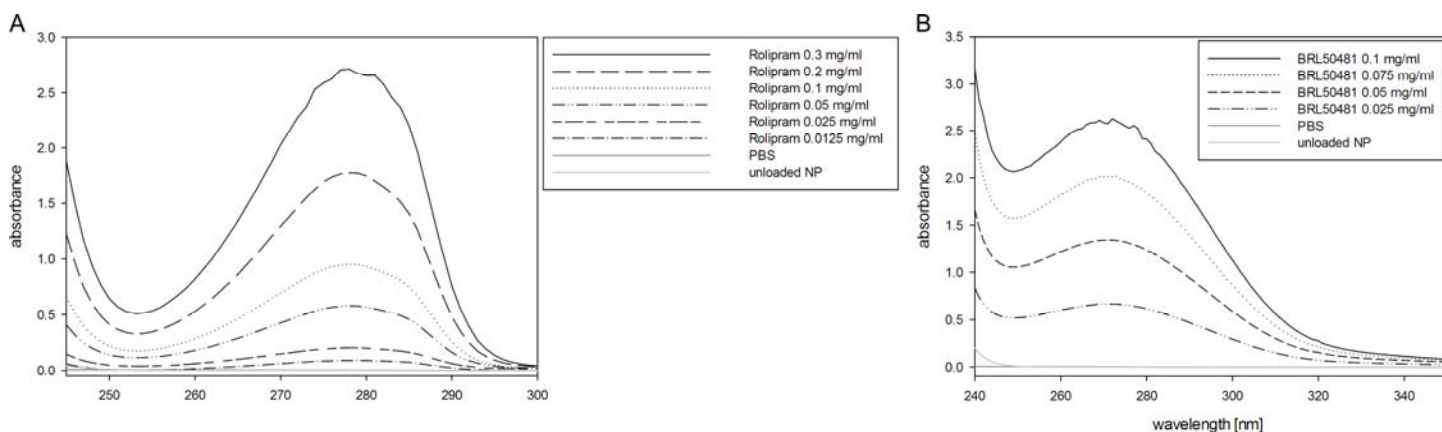 A
3.0
2.5
2.0
1.5
1.0
0.5
0.0
absorbance
250 260 270 280 290 300
Rolipram 0.3 mg/ml
Rolipram 0.2 mg/ml
Rolipram 0.1 mg/ml
Rolipram 0.05 mg/ml
Rolipram 0.025 mg/ml
Rolipram 0.0125 mg/ml
PBS
unloaded NP
B
3.5
3.0
2.5
2.0
1.5
1.0
0.5
0.0
absorbance
240 260 280 300 320 340
wavelength [nm]
BRL50481 0.1 mg/ml
BRL50481 0.075 mg/ml
BRL50481 0.05 mg/ml
BRL50481 0.025 mg/ml
PBS
unloaded NP